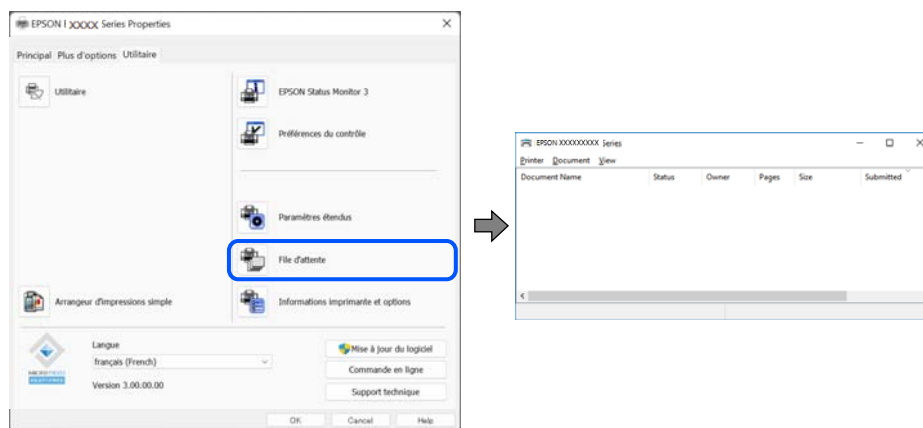 EPSON l XXXX Series Properties
Principal Plus d'options Utilitaire
Utilitaire
EPSON Status Monitor 3
Préférences du contrôle
Paramètres étendus
File d'attente
Arrangeur d'impressions simple
Informations imprimante et options
Langue
français (French)
Version 3.00.00.00
Mise à jour du logiciel
Commande en ligne
Support technique
OK Cancel Help
EPSON XXXXXXXXX Series
Printer Document View
Document Name Status Owner Pages Size Submitted